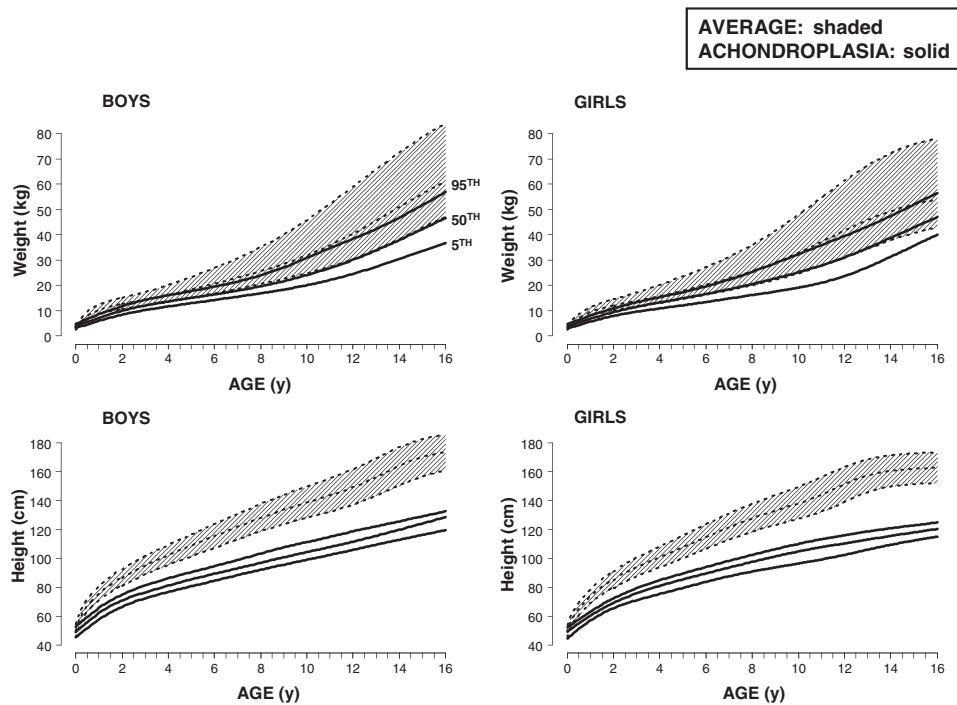 AVERAGE: shaded
ACHONDROPLASIA: solid
BOYS
Weight (kg)
80
70
60
50
40
30
20
10
0
95TH
50TH
5TH
0 2 4 6 8 10 12 14 16
AGE (y)
GIRLS
Weight (kg)
80
70
60
50
40
30
20
10
0
0 2 4 6 8 10 12 14 16
AGE (y)
BOYS
Height (cm)
180
160
140
120
100
80
60
40
0 2 4 6 8 10 12 14 16
AGE (y)
GIRLS
Height (cm)
180
160
140
120
100
80
60
40
0 2 4 6 8 10 12 14 16
AGE (y)